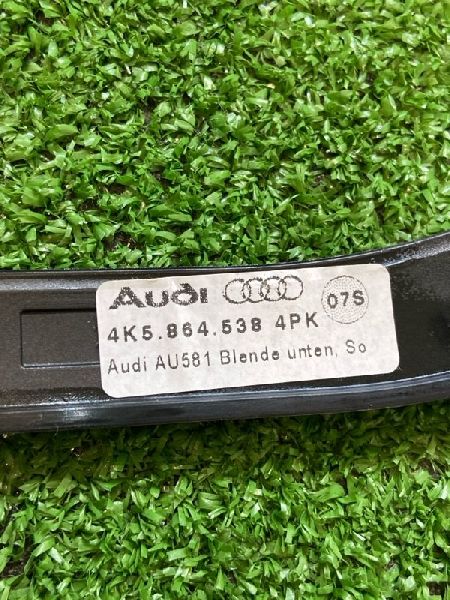 Audi 07S
4K5.864.538 4PK
Audi AU581 Blende unten, So